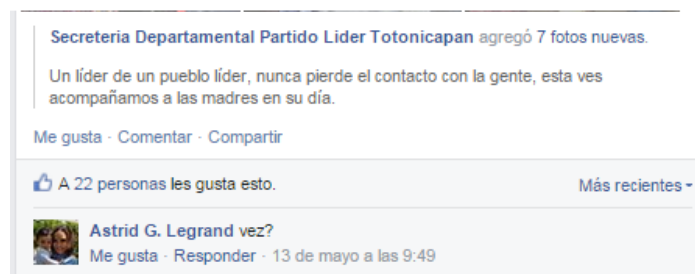 Secreteria Departamental Partido Lider Totonicapan agregó 7 fotos nuevas.
Un líder de un pueblo líder, nunca pierde el contacto con la gente, esta ves
acompañamos a las madres en su día.
Me gusta · Comentar · Compartir
A 22 personas les gusta esto.
Más recientes
Astrid G. Legrand vez?
Me gusta · Responder · 13 de mayo a las 9:49